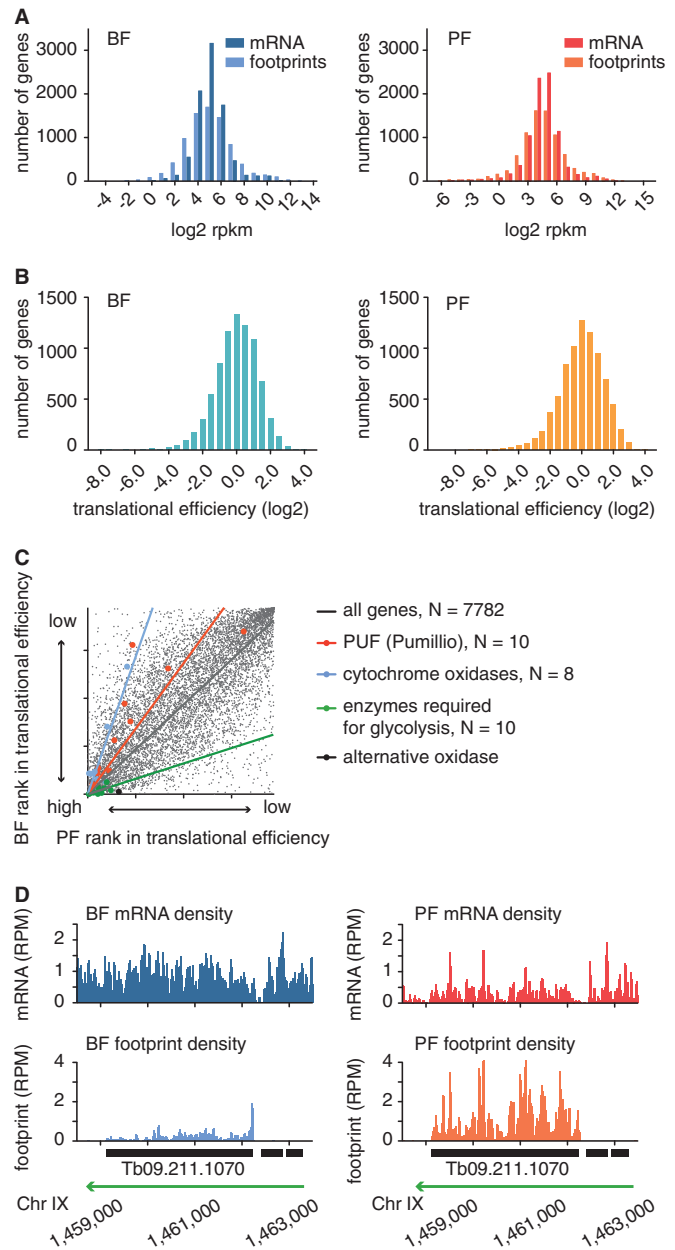 A
BF
mRNA
footprints
number of genes
3000
2000
1000
0
-4 -2 0 2 4 6 8 10 12 14
log2 rpkm
PF
mRNA
footprints
number of genes
3000
2000
1000
0
-6 -3 0 3 6 9 12 15
log2 rpkm
B
BF
number of genes
1500
1000
500
0
-8.0 -6.0 -4.0 -2.0 0.0 2.0 4.0
translational efficiency (log2)
PF
number of genes
1500
1000
500
0
-8.0 -6.0 -4.0 -2.0 0.0 2.0 4.0
translational efficiency (log2)
C
BF rank in translational efficiency
low
high
low
PF rank in translational efficiency
all genes, N = 7782
PUF (Pumillio), N = 10
cytochrome oxidases, N = 8
enzymes required
for glycolysis, N = 10
alternative oxidase
D
BF mRNA density
mRNA (RPM)
2
1
0
PF mRNA density
mRNA (RPM)
2
1
0
BF footprint density
footprint (RPM)
4
2
0
PF footprint density
footprint (RPM)
4
2
0
Tb09.211.1070
Chr IX
1,459,000 1,461,000 1,463,000
Tb09.211.1070
Chr IX
1,459,000 1,461,000 1,463,000